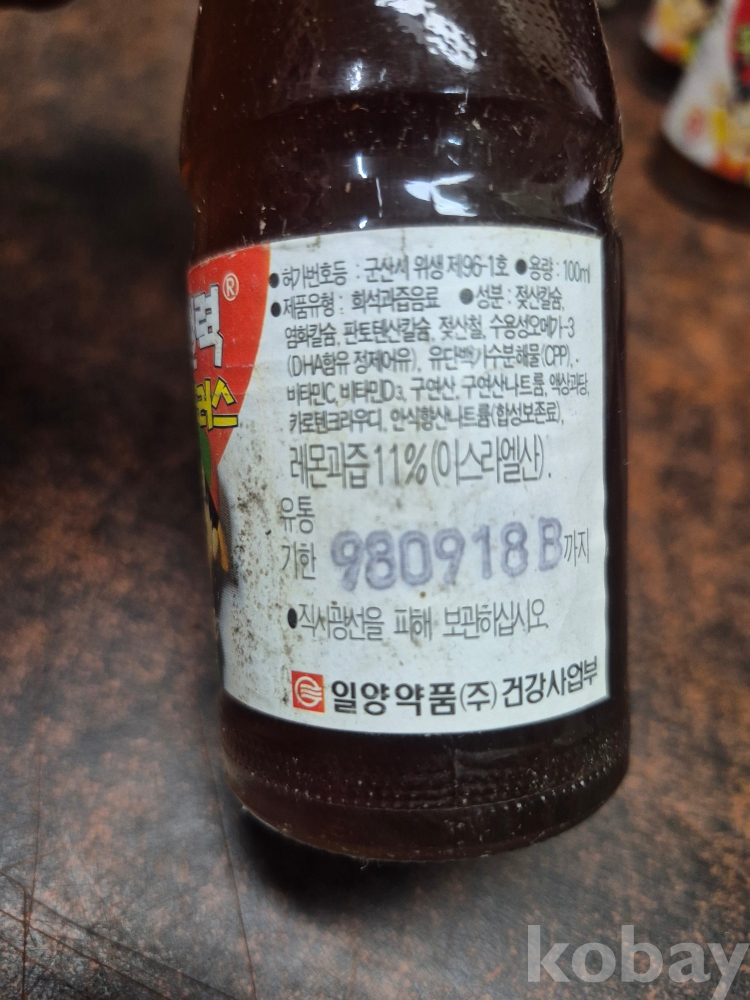 ●허가번호등 : 군산시 위생 제96-1호 ●용량 : 100ml
●제품유형 : 희석과즙음료 ●성분 : 젖산칼슘,
염화칼슘, 판토텐산칼슘, 젖산철, 수용성오메가-3
(DHA함유 정제어유), 유단백가수분해물(CPP),
비타민C, 비타민D3, 구연산, 구연산나트륨, 액상과당,
카로텐크라우디, 안식향산나트륨(합성보존료),
레몬과즙 11%(이스라엘산).
유통
기한 980918B까지
●직사광선을 피해 보관하십시오
일양약품(주) 건강사업부
kobay